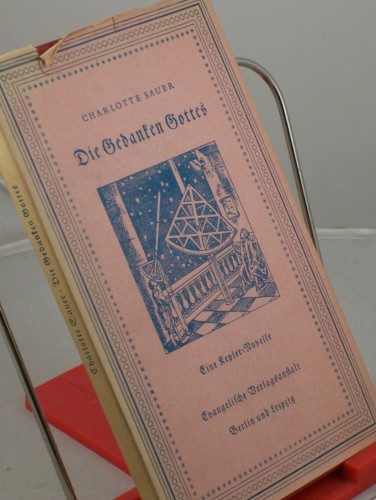 CHARLOTTE SAUER
Die Gedanken Gottes
Eine Kepler-Novelle
Evangelische Verlagsanstalt
Berlin und Leipzig
Charlotte Sauer Die Gedanken Gottes